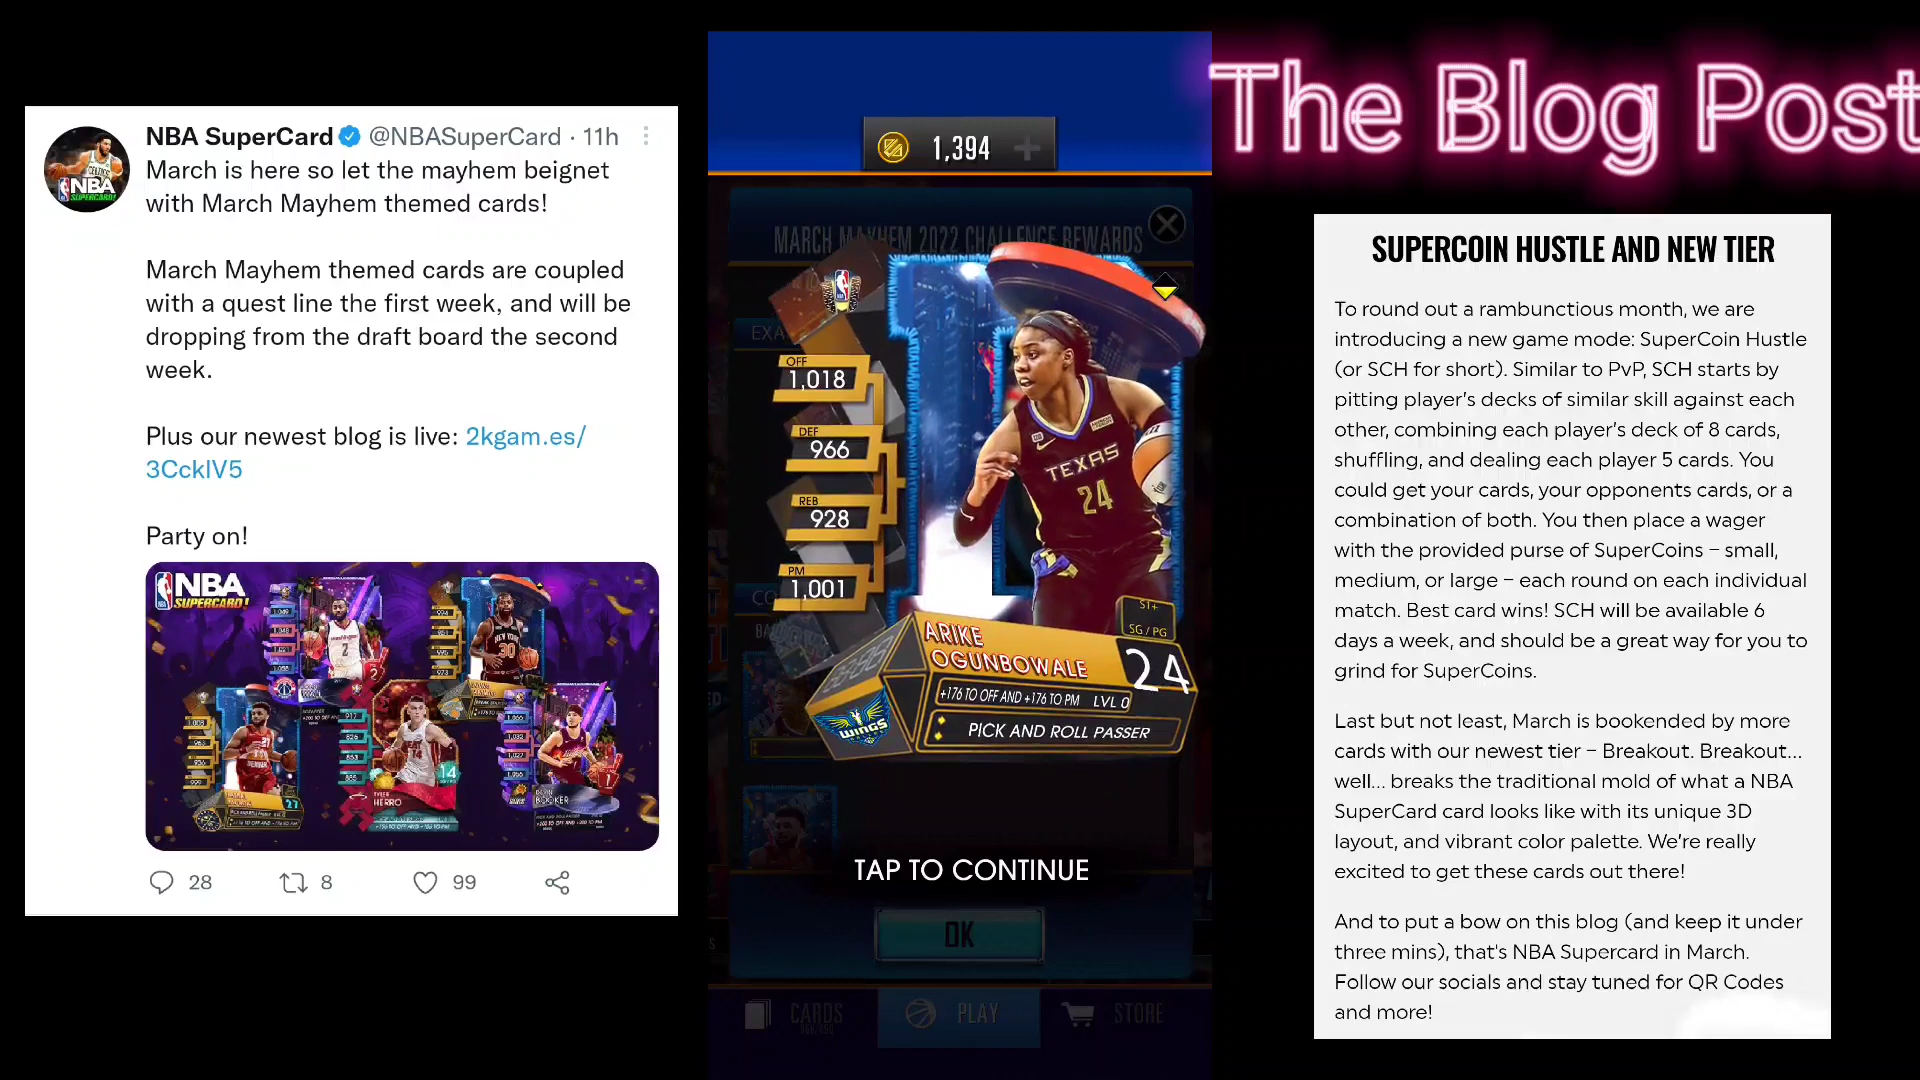 NBA SuperCard @NBASuperCard · 11h
March is here so let the mayhem beignet
with March Mayhem themed cards!
March Mayhem themed cards are coupled
with a quest line the first week, and will be
dropping from the draft board the second
week.
Plus our newest blog is live: 2kgam.es/
3CckIV5
Party on!
NBA
SUPERCARD!
HERRO
14
BOOKER
28
8
99
1,394
MARCH MAYHEM 2022 CHALLENGE REWARDS
EXA
OFF
1,018
DEF
966
REB
928
PM
1,001
TEXAS
24
S1+
SG / PG
ARIKE
OGUNBOWALE
24
+176 TO OFF AND +176 TO PM LVL 0
WINGS
PICK AND ROLL PASSER
TAP TO CONTINUE
OK
CARDS
PLAY
STORE
The Blog Post
SUPERCOIN HUSTLE AND NEW TIER
To round out a rambunctious month, we are
introducing a new game mode: SuperCoin Hustle
(or SCH for short). Similar to PvP, SCH starts by
pitting player's decks of similar skill against each
other, combining each player's deck of 8 cards,
shuffling, and dealing each player 5 cards. You
could get your cards, your opponents cards, or a
combination of both. You then place a wager
with the provided purse of SuperCoins – small,
medium, or large – each round on each individual
match. Best card wins! SCH will be available 6
days a week, and should be a great way for you to
grind for SuperCoins.
Last but not least, March is bookended by more
cards with our newest tier – Breakout. Breakout...
well... breaks the traditional mold of what a NBA
SuperCard card looks like with its unique 3D
layout, and vibrant color palette. We're really
excited to get these cards out there!
And to put a bow on this blog (and keep it under
three mins), that's NBA Supercard in March.
Follow our socials and stay tuned for QR Codes
and more!